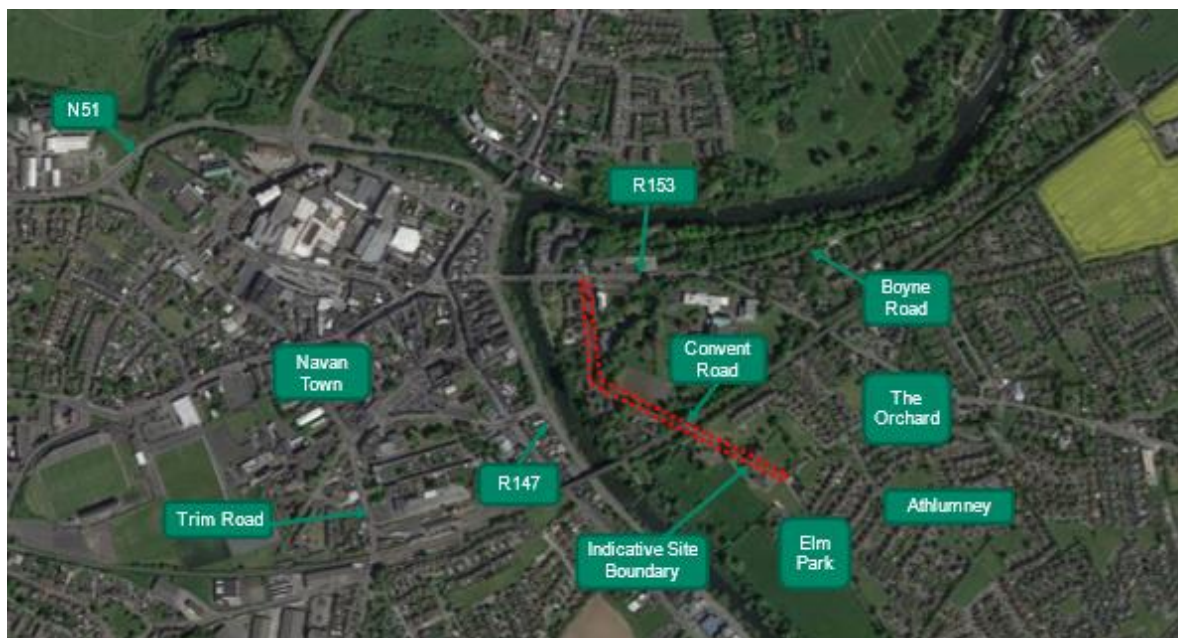 N51
R153
Boyne
Road
Convent
Road
Navan
Town
The
Orchard
R147
Athlumney
Trim Road
Indicative Site
Boundary
Elm
Park